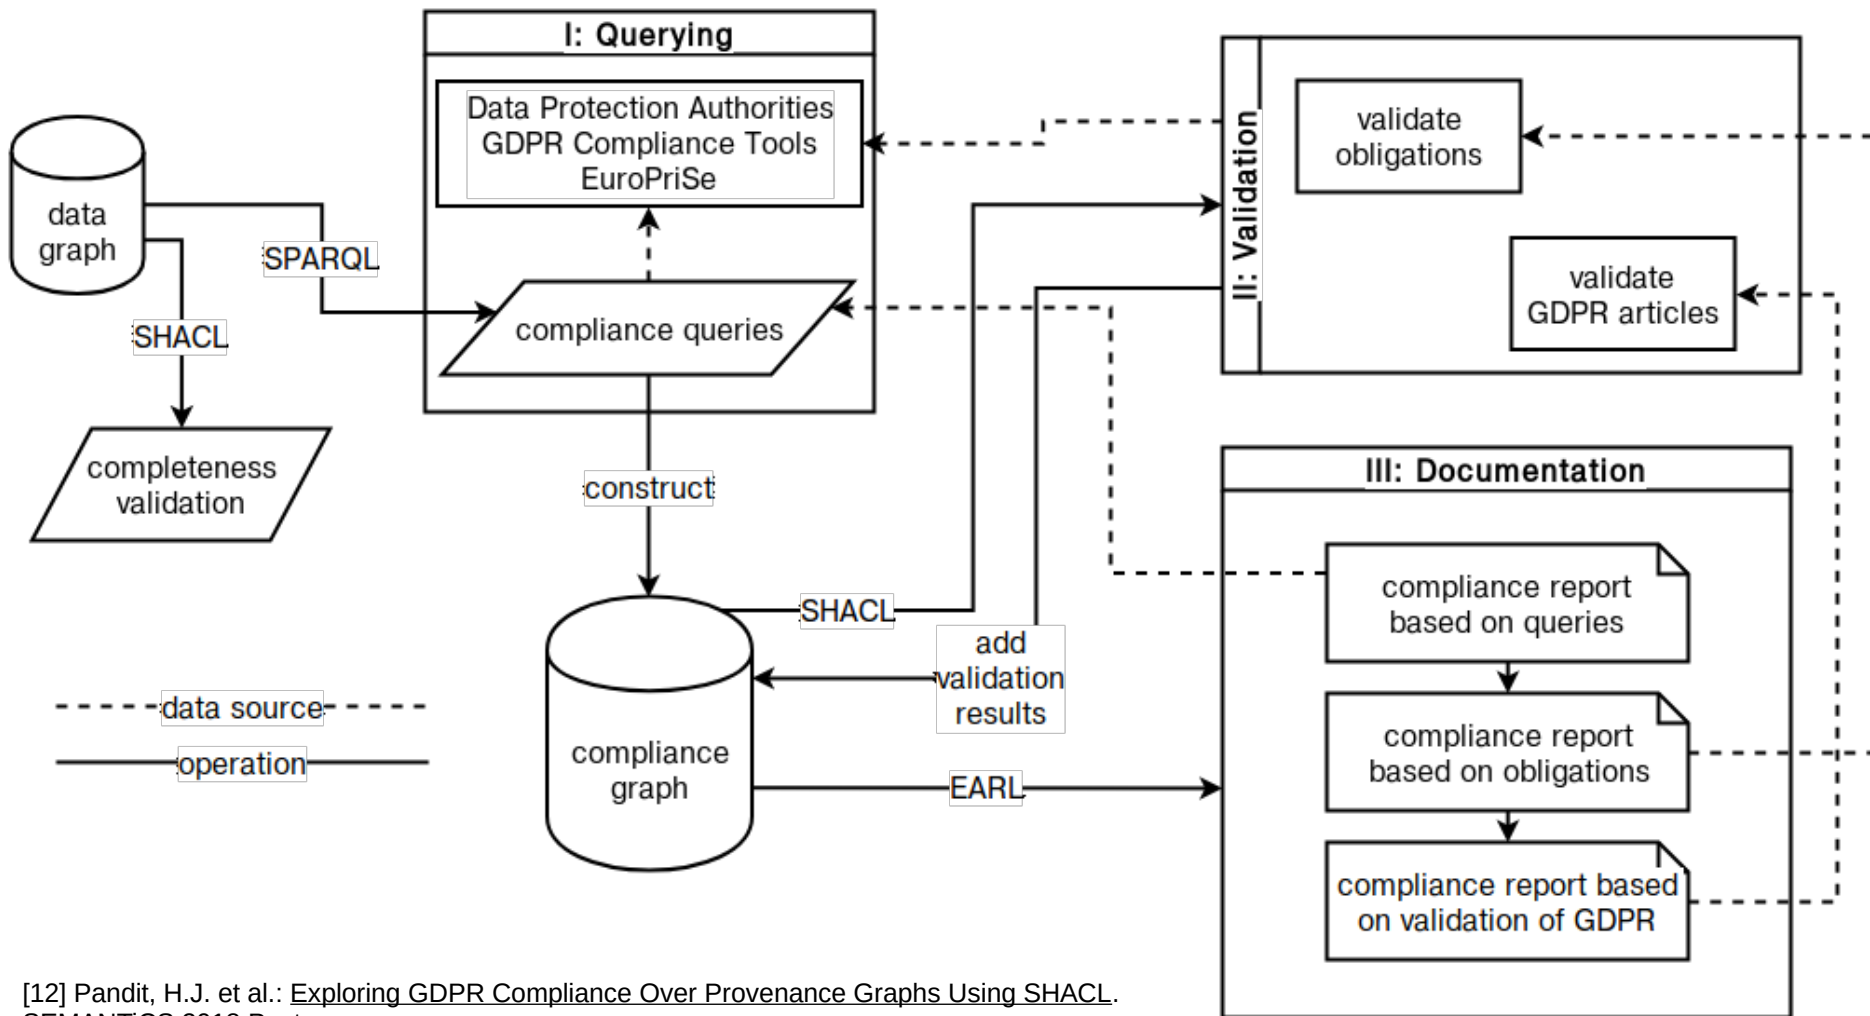 I: Querying
Data Protection Authorities
GDPR Compliance Tools
EuroPriSe
compliance queries
data
graph
SPARQL
SHACL
completeness
validation
construct
compliance
graph
SHACL
add
validation
results
EARL
data source
operation
II: Validation
validate
obligations
validate
GDPR articles
III: Documentation
compliance report
based on queries
compliance report
based on obligations
compliance report based
on validation of GDPR
[12] Pandit, H.J. et al.: Exploring GDPR Compliance Over Provenance Graphs Using SHACL.